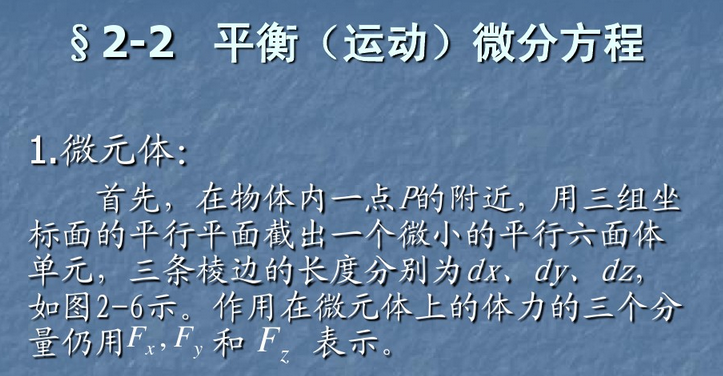 §2-2 平衡（运动）微分方程
1.微元体：
首先，在物体内一点P的附近，用三组坐
标面的平行平面截出一个微小的平行六面体
单元，三条棱边的长度分别为dx、dy、dz，
如图2-6示。作用在微元体上的体力的三个分
量仍用Fx,Fy和 Fz 表示。